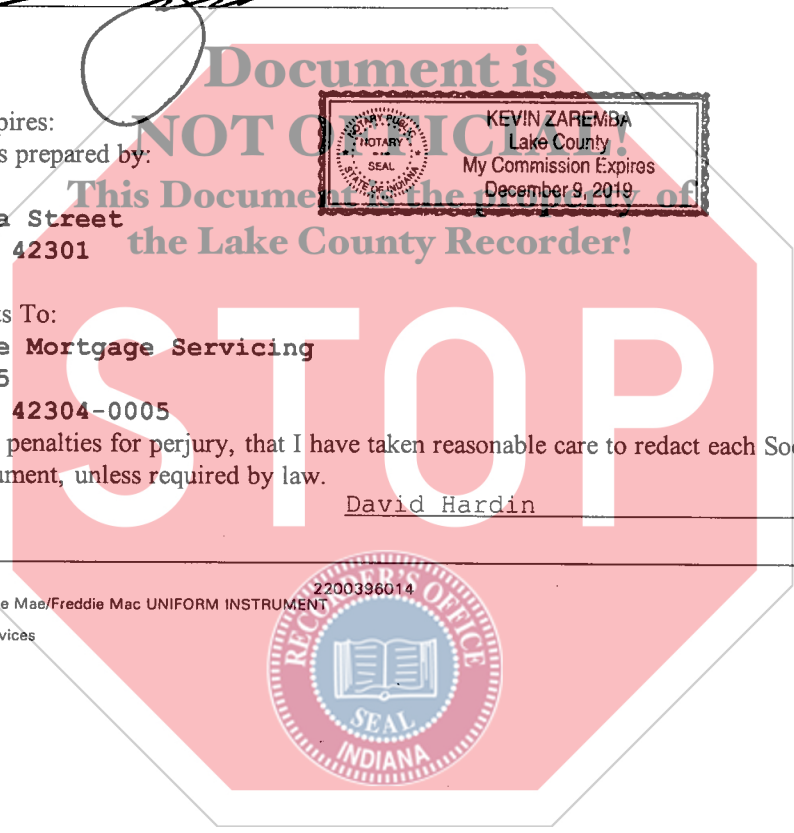 Document is
KEVIN ZAREMBA
NOTARY PUBLIC
NOTARY
SEAL
STATE OF INDIANA
Lake County
My Commission Expires
December 9, 2019
pires:
NOT OFFICIAL!
s prepared by:
This Document is the property of
a Street
the Lake County Recorder!
42301
s To:
e Mortgage Servicing
5
42304-0005
penalties for perjury, that I have taken reasonable care to redact each Soc
ument, unless required by law.
David Hardin
STOP
2200396014
e Mae/Freddie Mac UNIFORM INSTRUMENT
vices
RECORDER'S OFFICE
SEAL
INDIANA